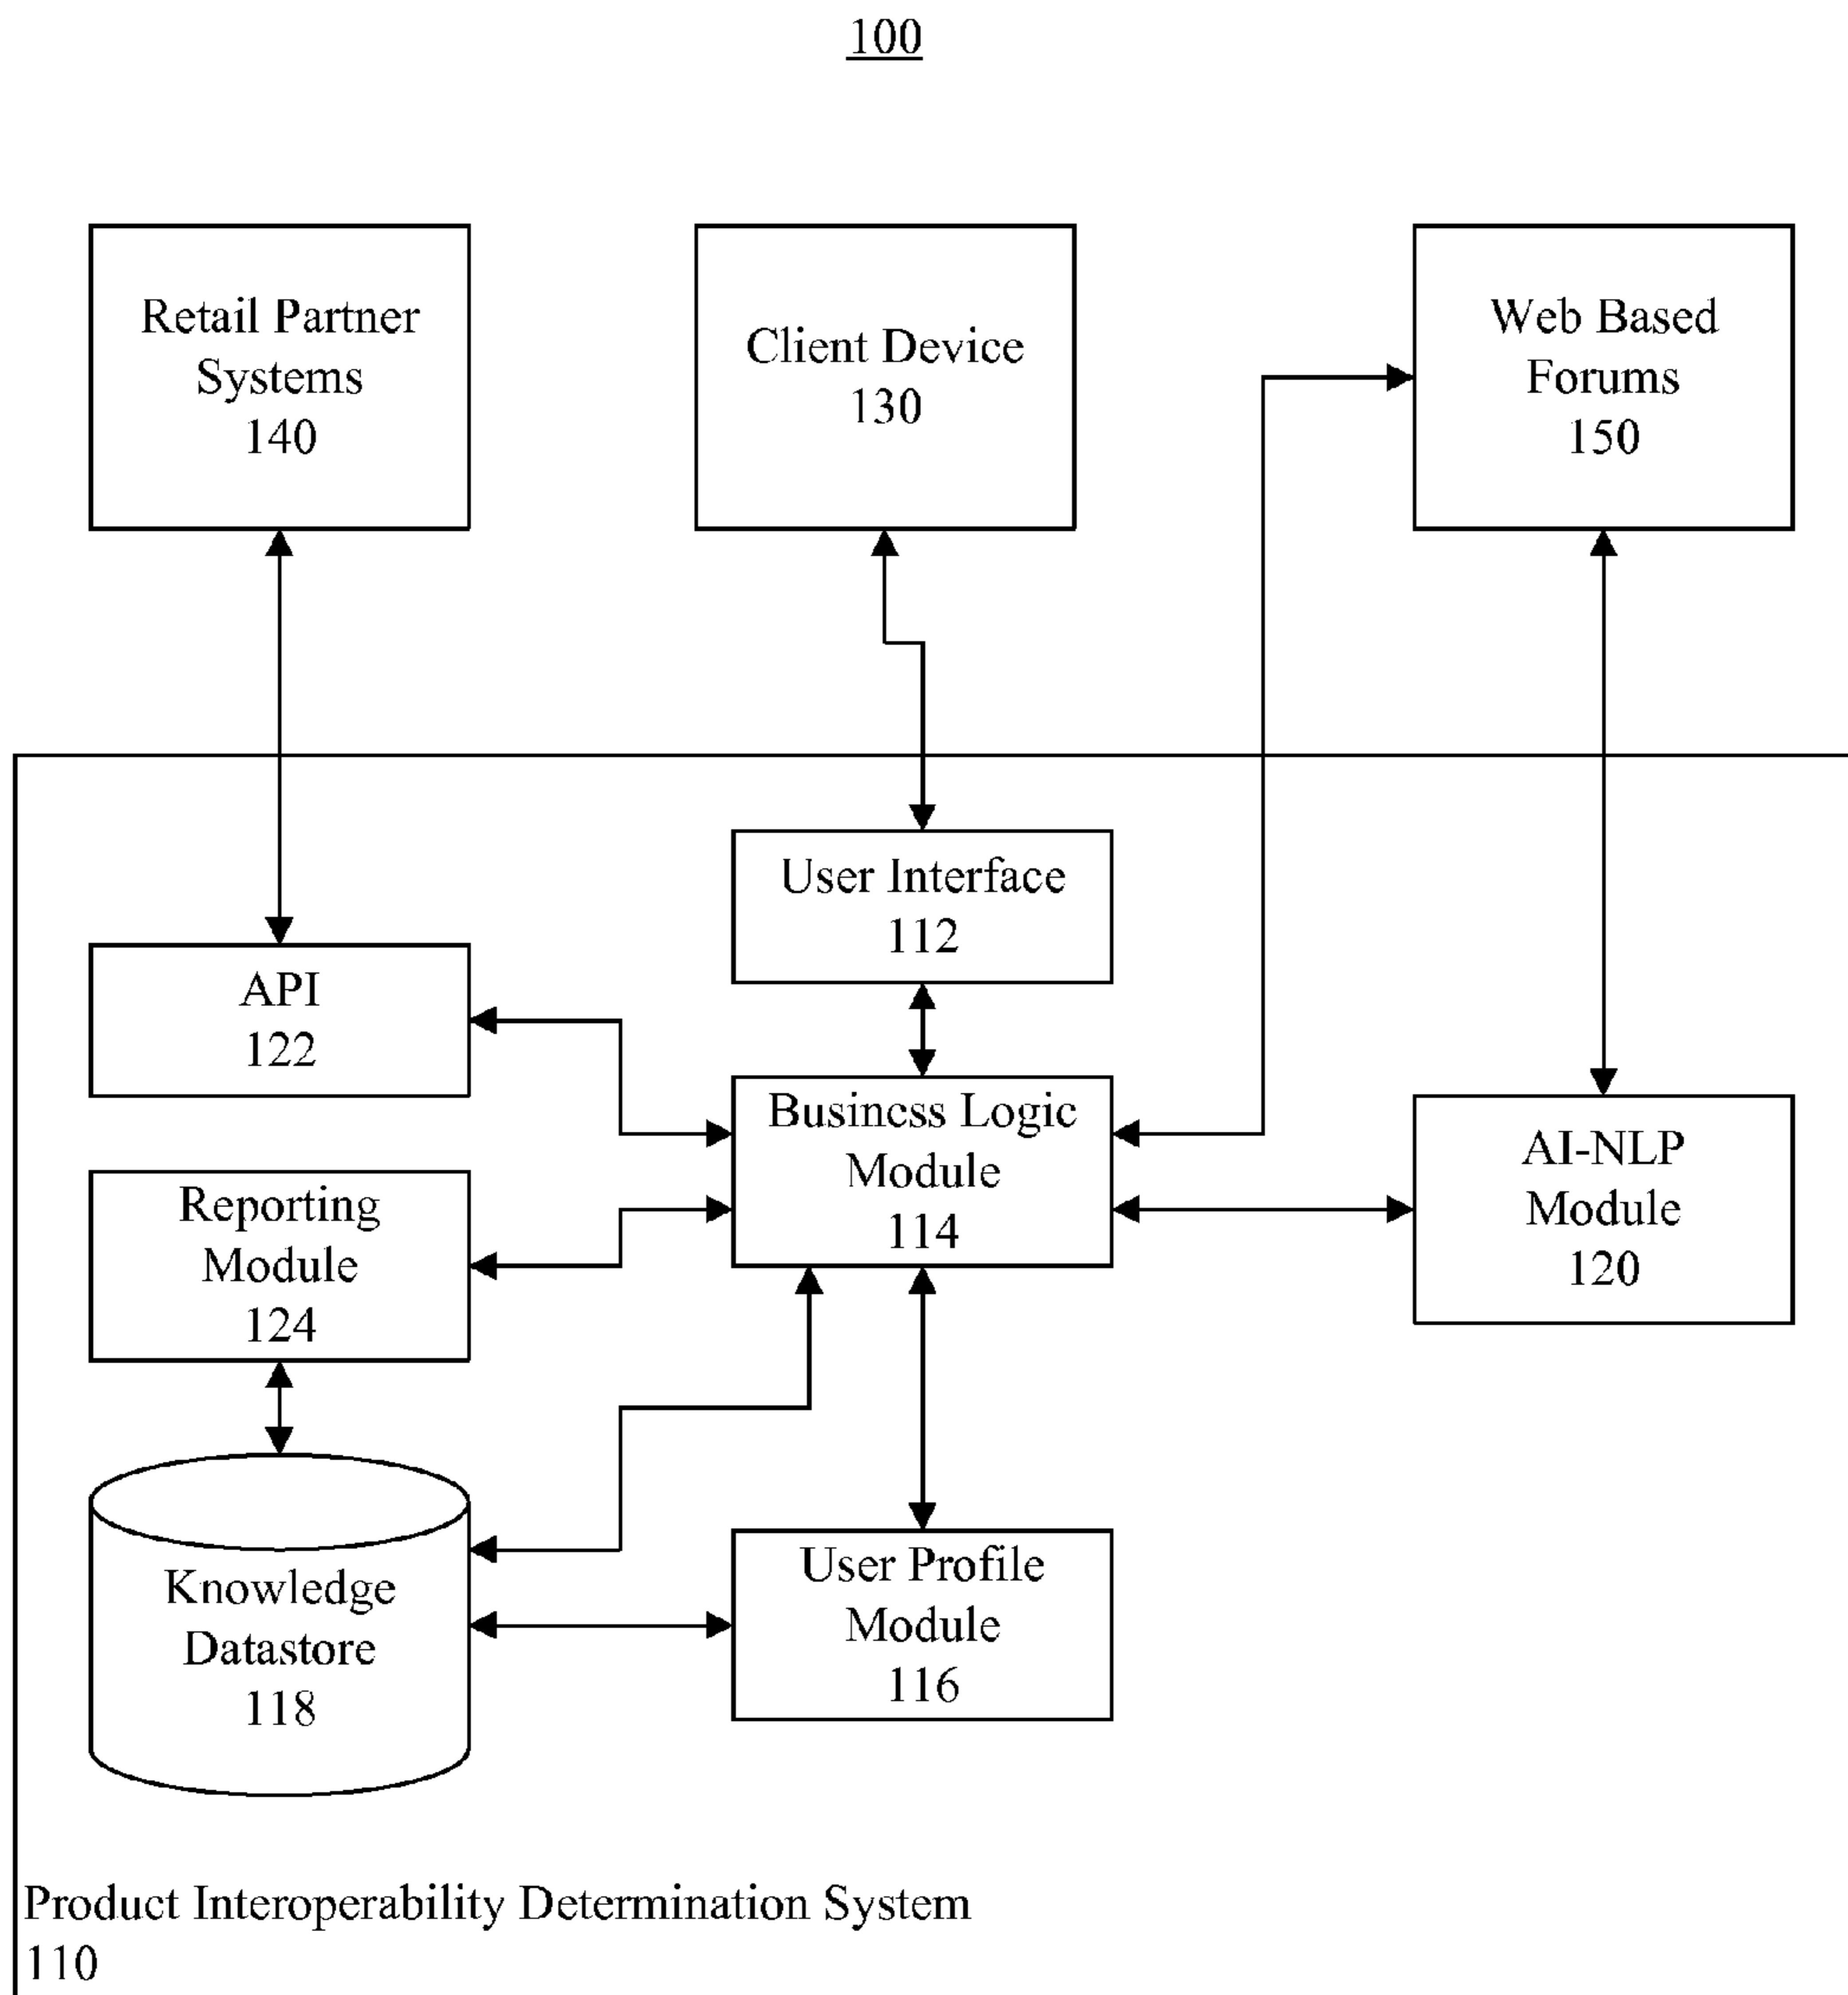 100
Retail Partner
Systems
140
Client Device
130
Web Based
Forums
150
User Interface
112
API
122
Business Logic
Module
114
AI-NLP
Module
120
Reporting
Module
124
Knowledge
Datastore
118
User Profile
Module
116
Product Interoperability Determination System
110